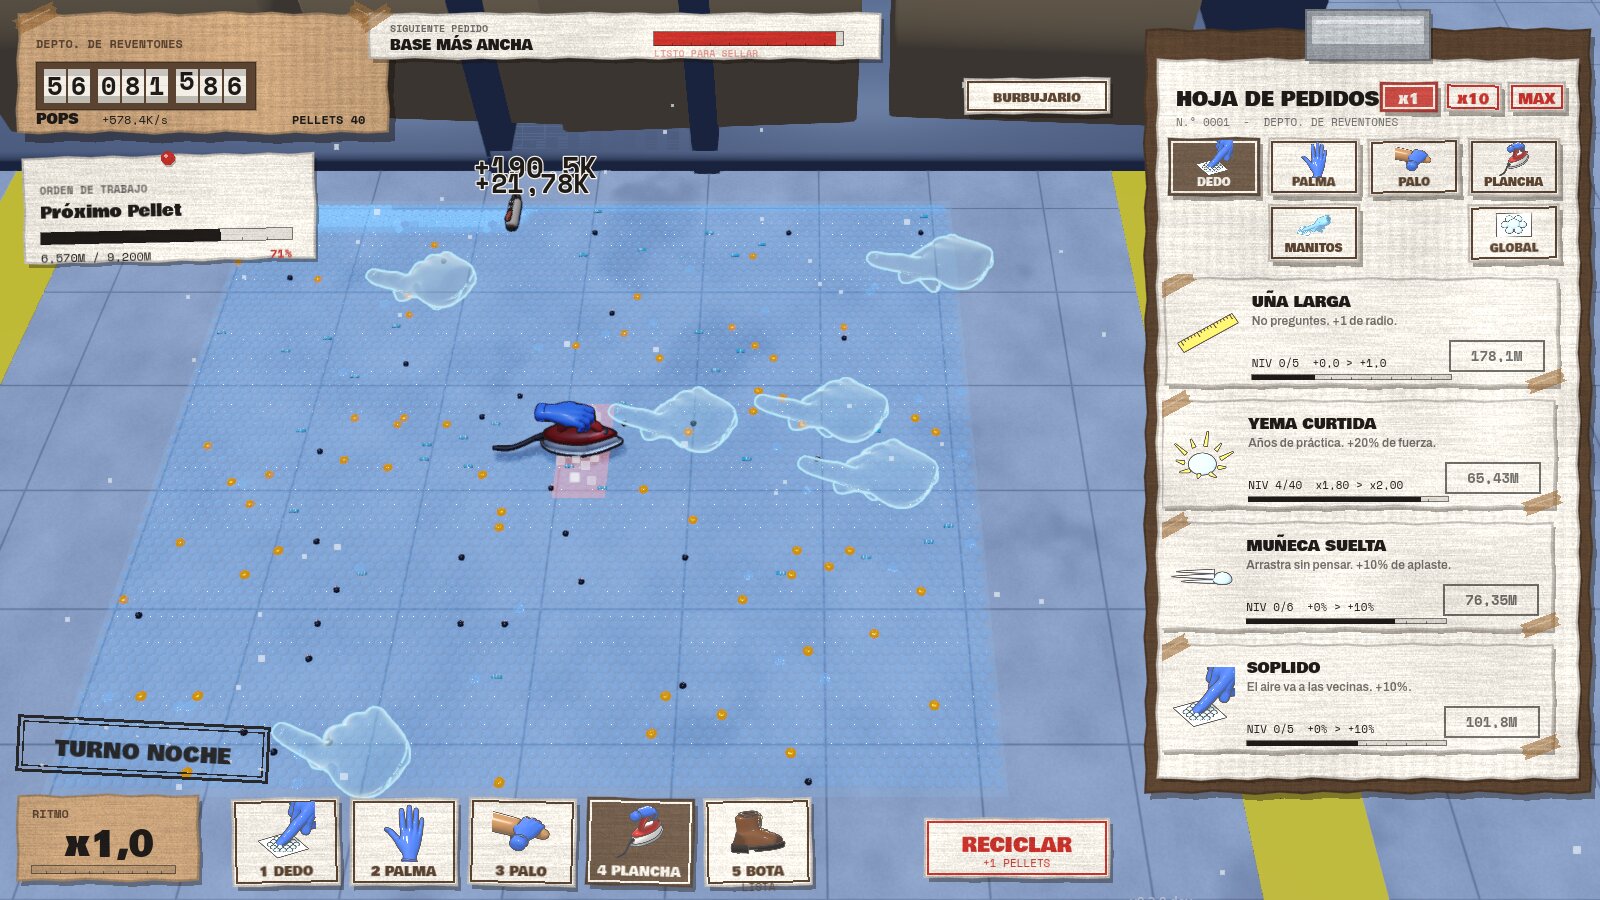 DEPTO. DE REVENTONES
56 081 586
POPS +578.4K/s PELLETS 40
SIGUIENTE PEDIDO
BASE MÁS ANCHA
LISTO PARA SELLAR
BURBUJARIO
ORDEN DE TRABAJO
Próximo Pellet
71%
6,570M / 9,200M
+190,5K
+21,78K
HOJA DE PEDIDOS
x1
x10
MAX
N.° 0001 - DEPTO. DE REVENTONES
DEDO
PALMA
PALO
PLANCHA
MANITOS
GLOBAL
UÑA LARGA
No preguntes. +1 de radio.
178,1M
NIV 0/5 +0,0 > +1,0
YEMA CURTIDA
Años de práctica. +20% de fuerza.
65,43M
NIV 4/40 x1,80 > x2,00
MUÑECA SUELTA
Arrastra sin pensar. +10% de aplaste.
76,35M
NIV 0/6 +0% > +10%
SOPLIDO
El aire va a las vecinas. +10%.
101,8M
NIV 0/5 +0% > +10%
TURNO NOCHE
RITMO
x1,0
1 DEDO
2 PALMA
3 PALO
4 PLANCHA
5 BOTA
LISTA
RECICLAR
+1 PELLETS